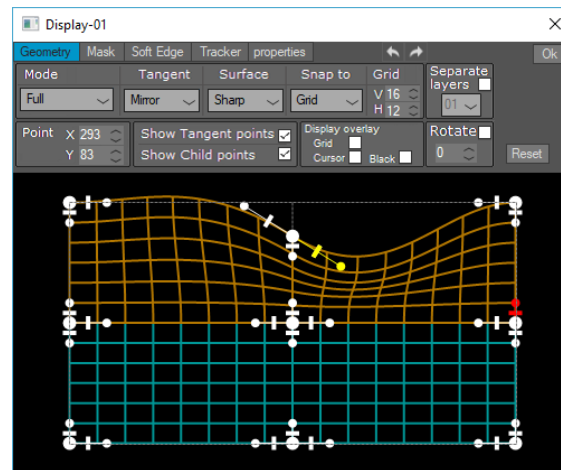 Display-01
Geometry Mask Soft Edge Tracker properties Ok
Mode Tangent Surface Snap to Grid Separate layers
Full Mirror Sharp Grid V 16 H 12 01
Point X 293 Y 83
Show Tangent points
Show Child points
Display overlay
Grid
Cursor Black
Rotate
0
Reset